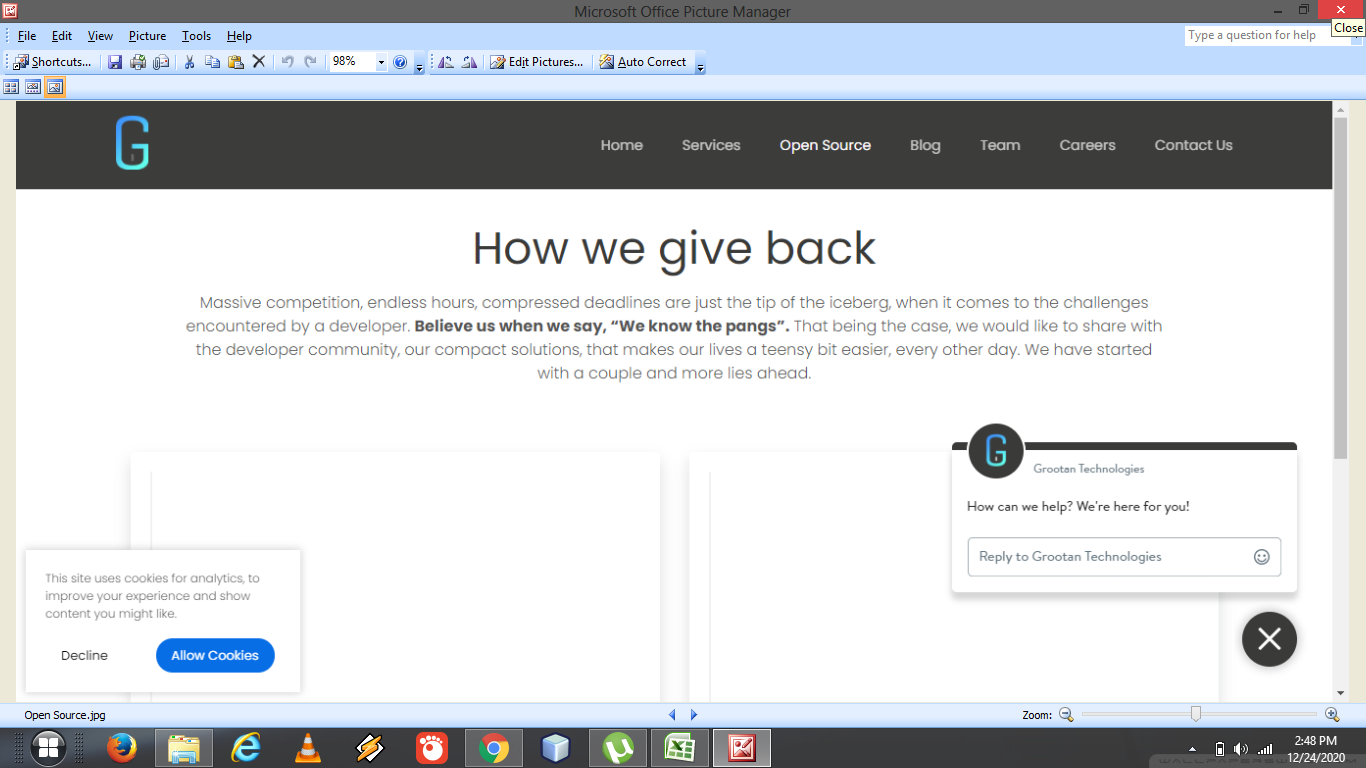 Microsoft Office Picture Manager
Close
File Edit View Picture Tools Help
Type a question for help
Shortcuts... 98% Edit Pictures... Auto Correct
G
Home Services Open Source Blog Team Careers Contact Us
How we give back
Massive competition, endless hours, compressed deadlines are just the tip of the iceberg, when it comes to the challenges
encountered by a developer. Believe us when we say, “We know the pangs”. That being the case, we would like to share with
the developer community, our compact solutions, that makes our lives a teensy bit easier, every other day. We have started
with a couple and more lies ahead.
G
Grootan Technologies
How can we help? We're here for you!
Reply to Grootan Technologies
This site uses cookies for analytics, to
improve your experience and show
content you might like.
Decline Allow Cookies
Open Source.jpg
Zoom:
2:48 PM
12/24/2020